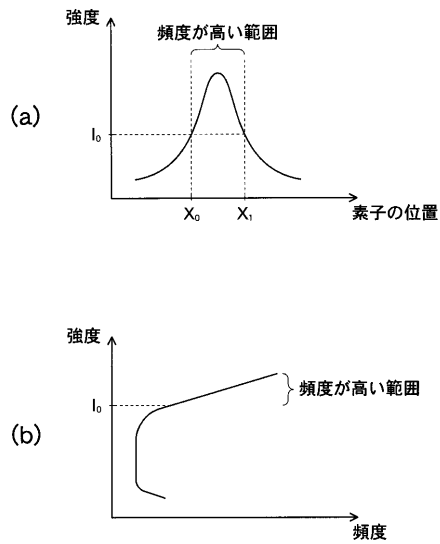 (a)
強度
頻度が高い範囲
I₀
X₀
X₁
素子の位置
(b)
強度
I₀
頻度が高い範囲
頻度